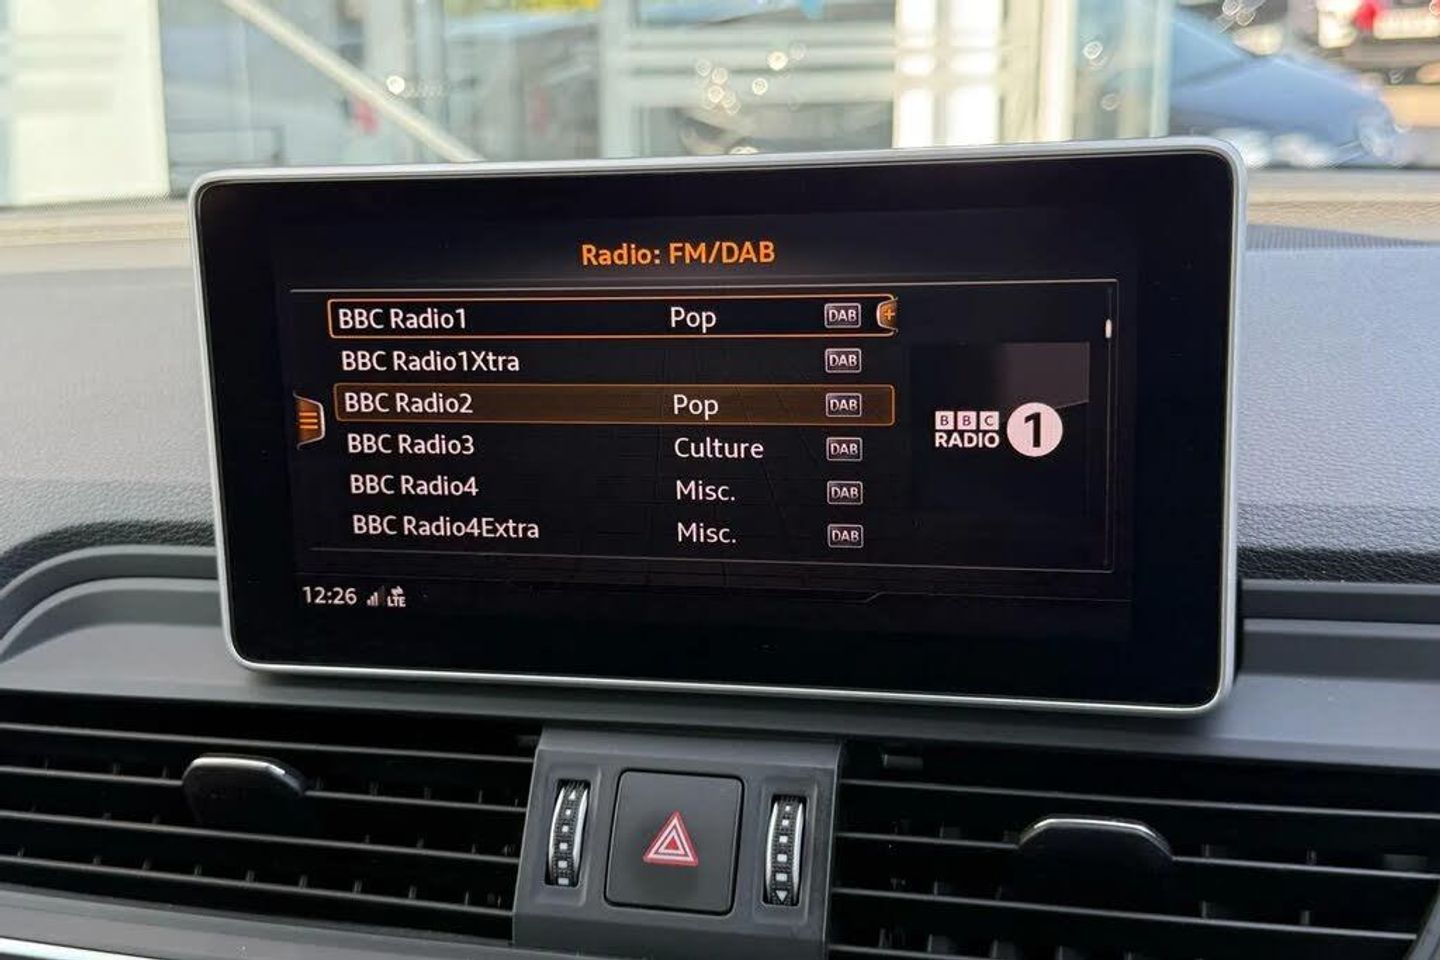 Radio: FM/DAB
BBC Radio1 Pop DAB
BBC Radio1Xtra DAB
BBC Radio2 Pop DAB
BBC Radio3 Culture DAB
BBC Radio4 Misc. DAB
BBC Radio4Extra Misc. DAB
BBC
RADIO 1
12:26 LTE